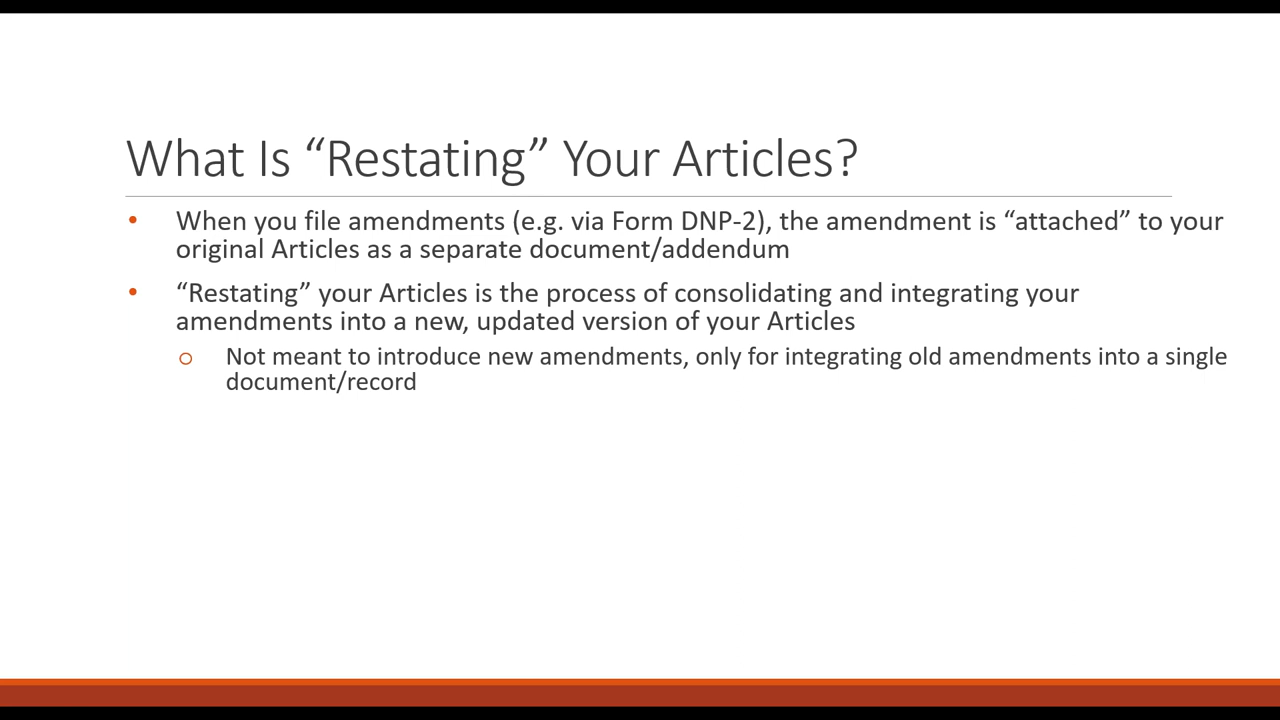 What Is “Restating” Your Articles?
• When you file amendments (e.g. via Form DNP-2), the amendment is “attached” to your
original Articles as a separate document/addendum
• “Restating” your Articles is the process of consolidating and integrating your
amendments into a new, updated version of your Articles
o Not meant to introduce new amendments, only for integrating old amendments into a single
document/record